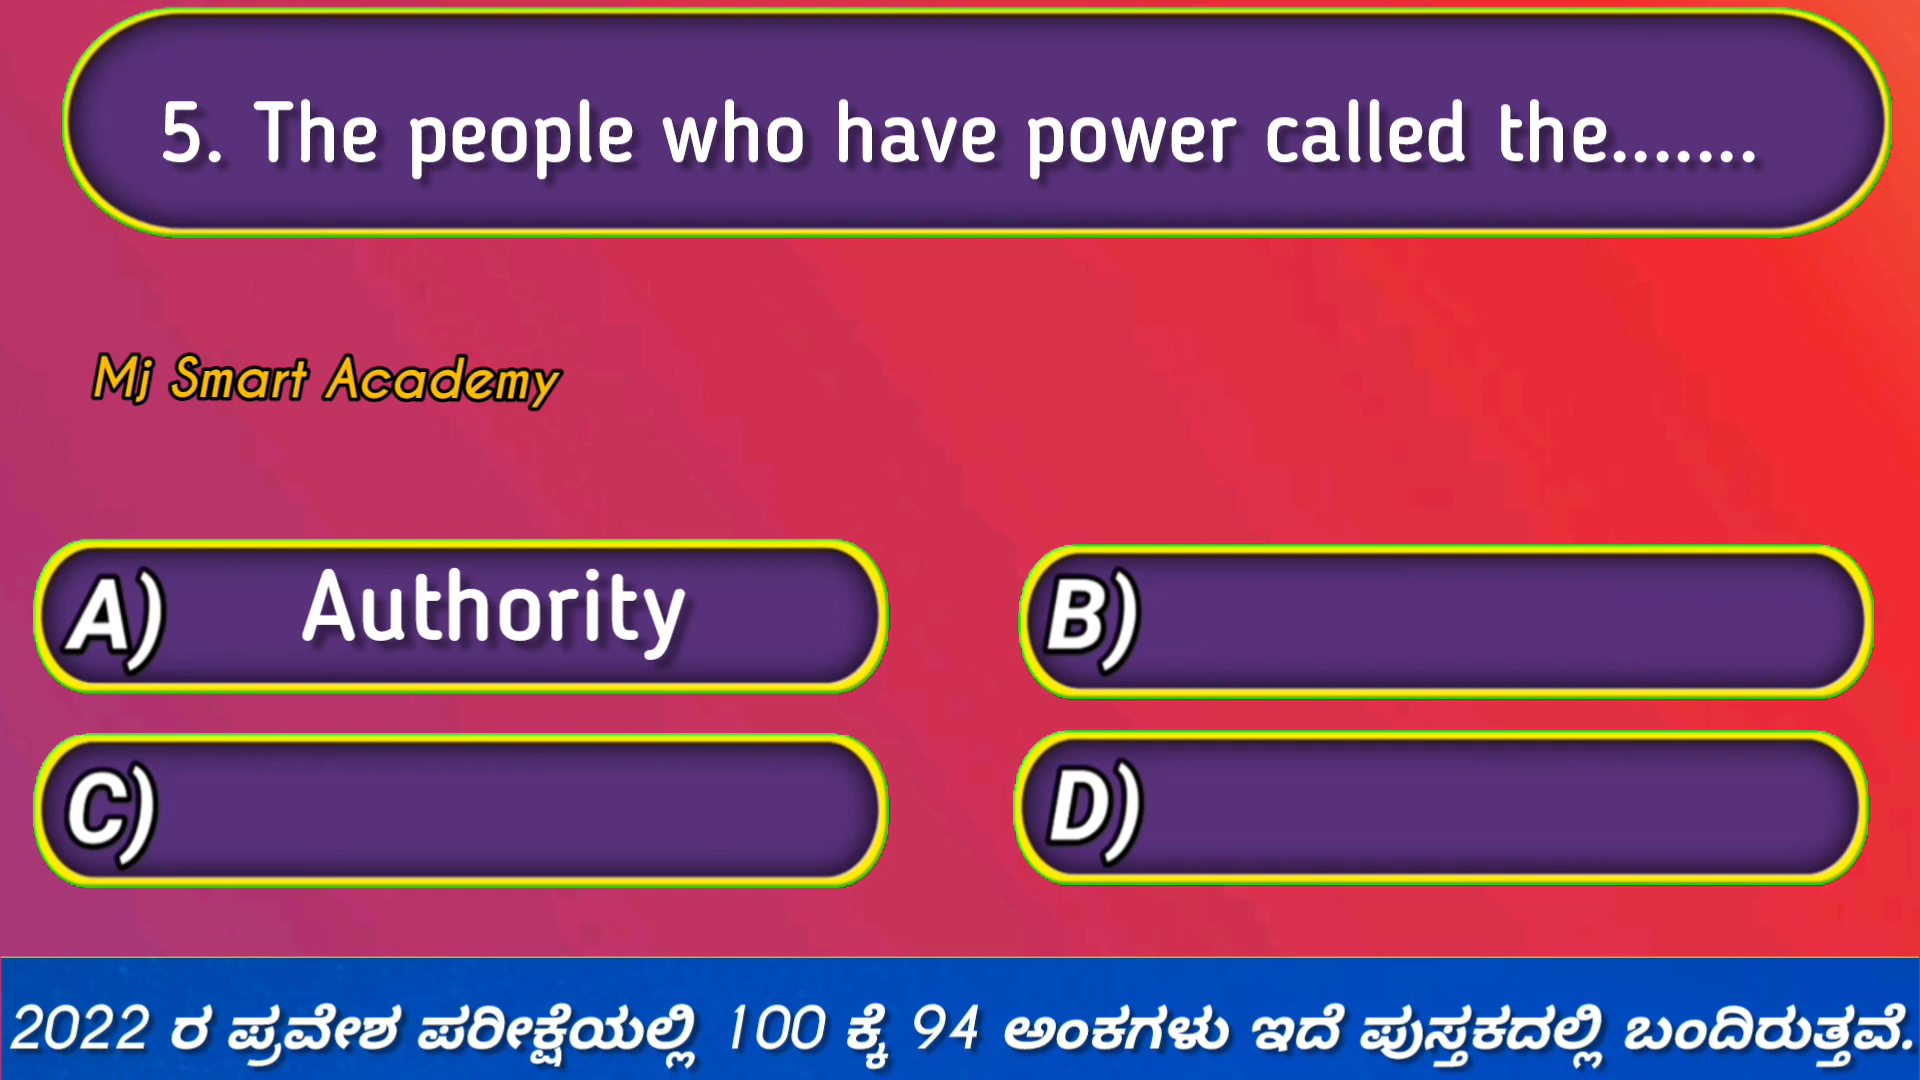 5. The people who have power called the.......
Mj Smart Academy
A) Authority
B)
C)
D)
2022 ರ ಪ್ರವೇಶ ಪರೀಕ್ಷೆಯಲ್ಲಿ 100 ಕ್ಕೆ 94 ಅಂಕಗಳು ಇದೆ ಪುಸ್ತಕದಲ್ಲಿ ಬಂದಿರುತ್ತವೆ.